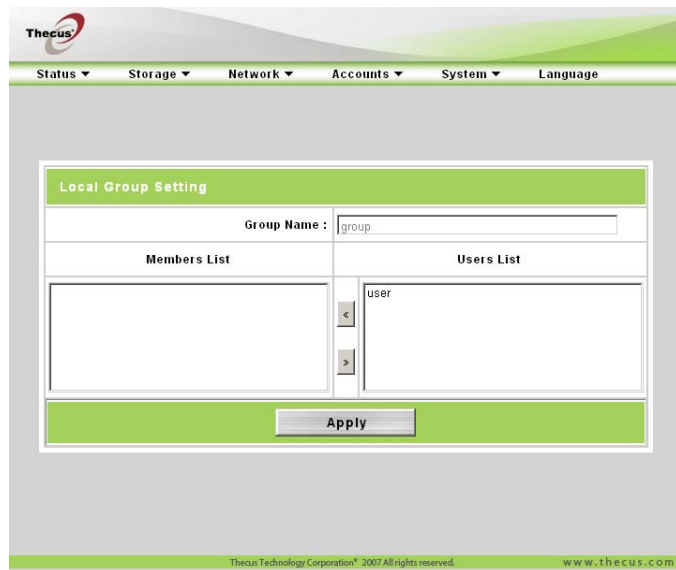 Thecus
Status Storage Network Accounts System Language
Local Group Setting
Group Name : group
Members List Users List
user
«
»
Apply
Thecus Technology Corporation® 2007 All rights reserved. www.thecus.com